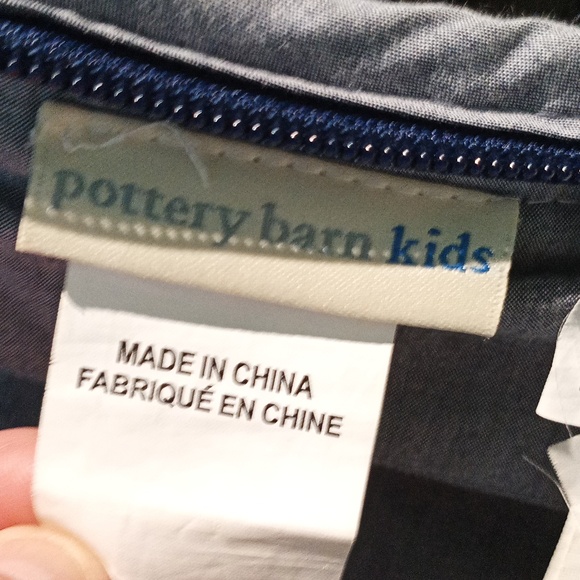 pottery barn kids
MADE IN CHINA
FABRIQUÉ EN CHINE